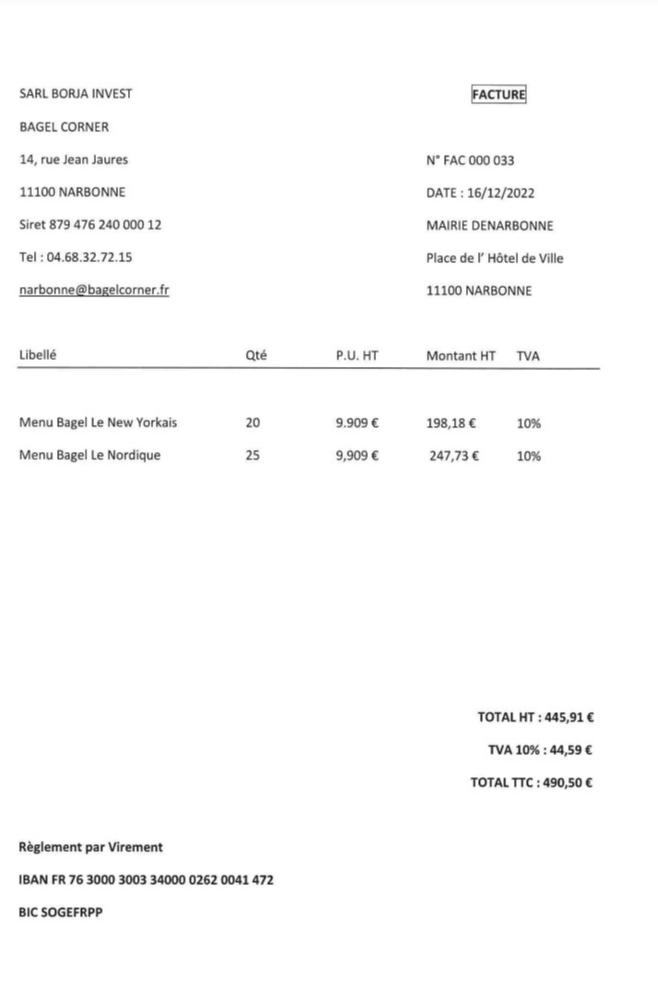 SARL BORJA INVEST
FACTURE
BAGEL CORNER
14, rue Jean Jaures
N° FAC 000 033
11100 NARBONNE
DATE : 16/12/2022
Siret 879 476 240 000 12
MAIRIE DENARBONNE
Tel : 04.68.32.72.15
Place de l' Hôtel de Ville
narbonne@bagelcorner.fr
11100 NARBONNE
Libellé Qté P.U. HT Montant HT TVA
Menu Bagel Le New Yorkais 20 9.909 € 198,18 € 10%
Menu Bagel Le Nordique 25 9,909 € 247,73 € 10%
TOTAL HT : 445,91 €
TVA 10% : 44,59 €
TOTAL TTC : 490,50 €
Règlement par Virement
IBAN FR 76 3000 3003 34000 0262 0041 472
BIC SOGEFRPP